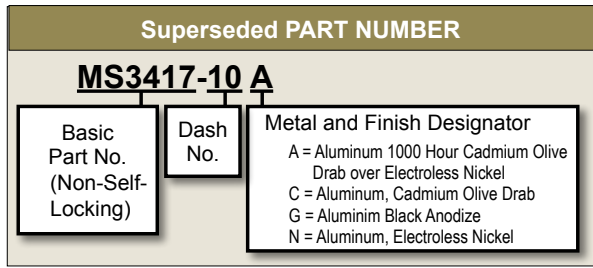 Superseded PART NUMBER
MS3417-10 A
Basic
Part No.
(Non-Self-
Locking)
Dash
No.
Metal and Finish Designator
A = Aluminum 1000 Hour Cadmium Olive
Drab over Electroless Nickel
C = Aluminum, Cadmium Olive Drab
G = Aluminim Black Anodize
N = Aluminum, Electroless Nickel